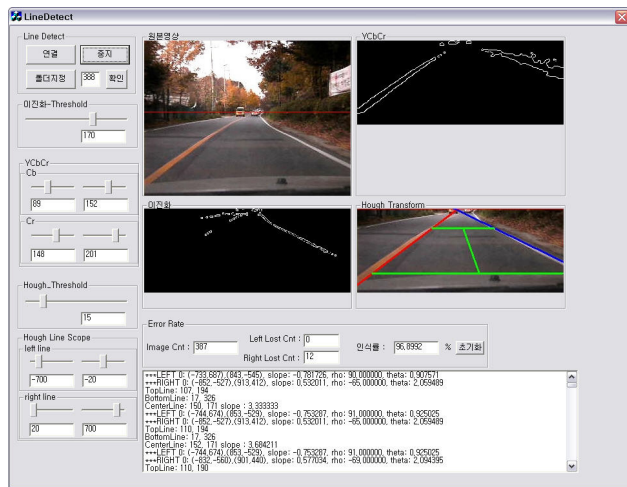 LineDetect
Line Detect
연결 중지
폴더지정 388 확인
이진화-Threshold
170
YCbCr
Cb
89 152
Cr
148 201
Hough_Threshold
15
Hough Line Scope
left line
-700 -20
right line
20 700
원본영상
YCbCr
이진화
Hough Transform
Error Rate
Image Cnt : 387
Left Lost Cnt : 0
Right Lost Cnt : 12
인식률 : 96,8992 % 초기화
***LEFT 0: (-733,687),(843,-545), slope: -0,781726, rho: 90,000000, theta: 0,907571
***RIGHT 0: (-852,-527),(913,412), slope: 0,532011, rho: -65,000000, theta: 2,059489
TopLine: 107, 194
BottomLine: 17, 326
CenterLine: 150, 171 slope : 3,333333
***LEFT 0: (-744,674),(853,-529), slope: -0,753287, rho: 91,000000, theta: 0,925025
***RIGHT 0: (-852,-527),(913,412), slope: 0,532011, rho: -65,000000, theta: 2,059489
TopLine: 110, 194
BottomLine: 17, 326
CenterLine: 152, 171 slope : 3,684211
***LEFT 0: (-744,674),(853,-529), slope: -0,753287, rho: 91,000000, theta: 0,925025
***RIGHT 0: (-832,-560),(901,440), slope: 0,577034, rho: -69,000000, theta: 2,094395
TopLine: 110, 190